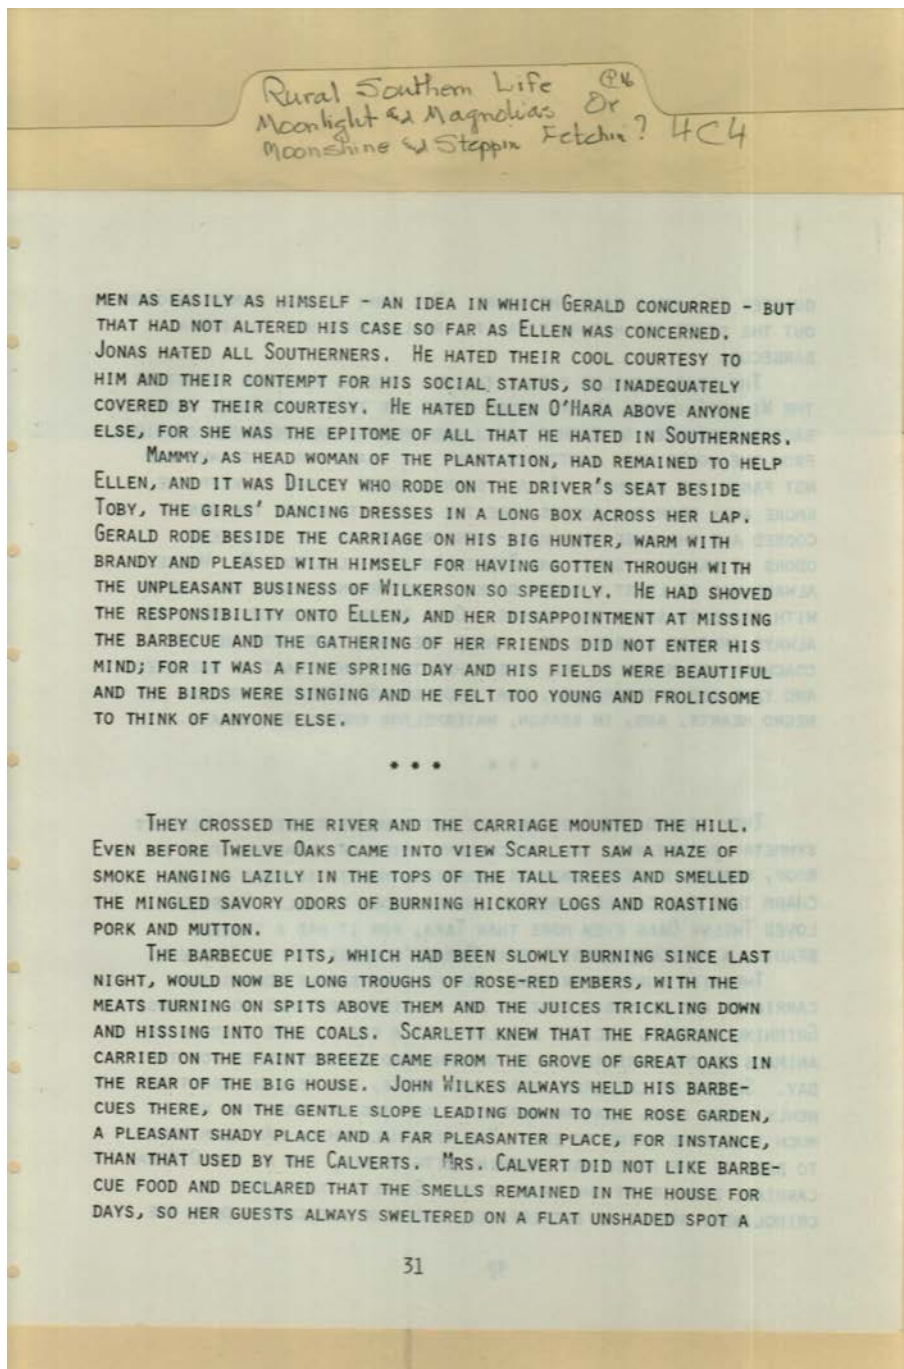 Rural Southern Life
Moonlight & Magnolias Or
Moonshine & Steppin Fetchin? 4C4
MEN AS EASILY AS HIMSELF - AN IDEA IN WHICH GERALD CONCURRED - BUT
THAT HAD NOT ALTERED HIS CASE SO FAR AS ELLEN WAS CONCERNED.
JONAS HATED ALL SOUTHERNERS. HE HATED THEIR COOL COURTESY TO
HIM AND THEIR CONTEMPT FOR HIS SOCIAL STATUS, SO INADEQUATELY
COVERED BY THEIR COURTESY. HE HATED ELLEN O'HARA ABOVE ANYONE
ELSE, FOR SHE WAS THE EPITOME OF ALL THAT HE HATED IN SOUTHERNERS.
MAMMY, AS HEAD WOMAN OF THE PLANTATION, HAD REMAINED TO HELP
ELLEN, AND IT WAS DILCEY WHO RODE ON THE DRIVER'S SEAT BESIDE
TOBY, THE GIRLS' DANCING DRESSES IN A LONG BOX ACROSS HER LAP.
GERALD RODE BESIDE THE CARRIAGE ON HIS BIG HUNTER, WARM WITH
BRANDY AND PLEASED WITH HIMSELF FOR HAVING GOTTEN THROUGH WITH
THE UNPLEASANT BUSINESS OF WILKERSON SO SPEEDILY. HE HAD SHOVED
THE RESPONSIBILITY ONTO ELLEN, AND HER DISAPPOINTMENT AT MISSING
THE BARBECUE AND THE GATHERING OF HER FRIENDS DID NOT ENTER HIS
MIND; FOR IT WAS A FINE SPRING DAY AND HIS FIELDS WERE BEAUTIFUL
AND THE BIRDS WERE SINGING AND HE FELT TOO YOUNG AND FROLICSOME
TO THINK OF ANYONE ELSE.
• • •
THEY CROSSED THE RIVER AND THE CARRIAGE MOUNTED THE HILL.
EVEN BEFORE TWELVE OAKS CAME INTO VIEW SCARLETT SAW A HAZE OF
SMOKE HANGING LAZILY IN THE TOPS OF THE TALL TREES AND SMELLED
THE MINGLED SAVORY ODORS OF BURNING HICKORY LOGS AND ROASTING
PORK AND MUTTON.
THE BARBECUE PITS, WHICH HAD BEEN SLOWLY BURNING SINCE LAST
NIGHT, WOULD NOW BE LONG TROUGHS OF ROSE-RED EMBERS, WITH THE
MEATS TURNING ON SPITS ABOVE THEM AND THE JUICES TRICKLING DOWN
AND HISSING INTO THE COALS. SCARLETT KNEW THAT THE FRAGRANCE
CARRIED ON THE FAINT BREEZE CAME FROM THE GROVE OF GREAT OAKS IN
THE REAR OF THE BIG HOUSE. JOHN WILKES ALWAYS HELD HIS BARBE-
CUES THERE, ON THE GENTLE SLOPE LEADING DOWN TO THE ROSE GARDEN,
A PLEASANT SHADY PLACE AND A FAR PLEASANTER PLACE, FOR INSTANCE,
THAN THAT USED BY THE CALVERTS. MRS. CALVERT DID NOT LIKE BARBE-
CUE FOOD AND DECLARED THAT THE SMELLS REMAINED IN THE HOUSE FOR
DAYS, SO HER GUESTS ALWAYS SWELTERED ON A FLAT UNSHADED SPOT A
31